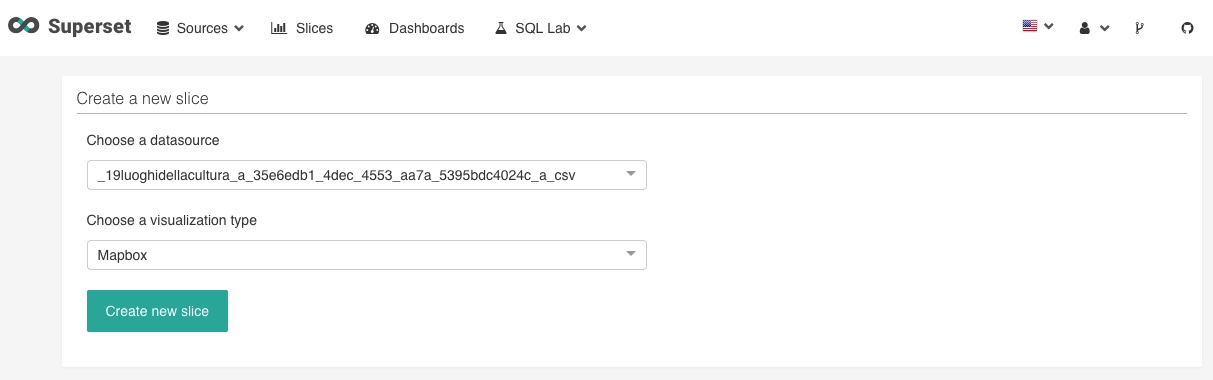 Superset Sources Slices Dashboards SQL Lab
Create a new slice
Choose a datasource
_19luoghidellacultura_a_35e6edb1_4dec_4553_aa7a_5395bdc4024c_a_csv
Choose a visualization type
Mapbox
Create new slice